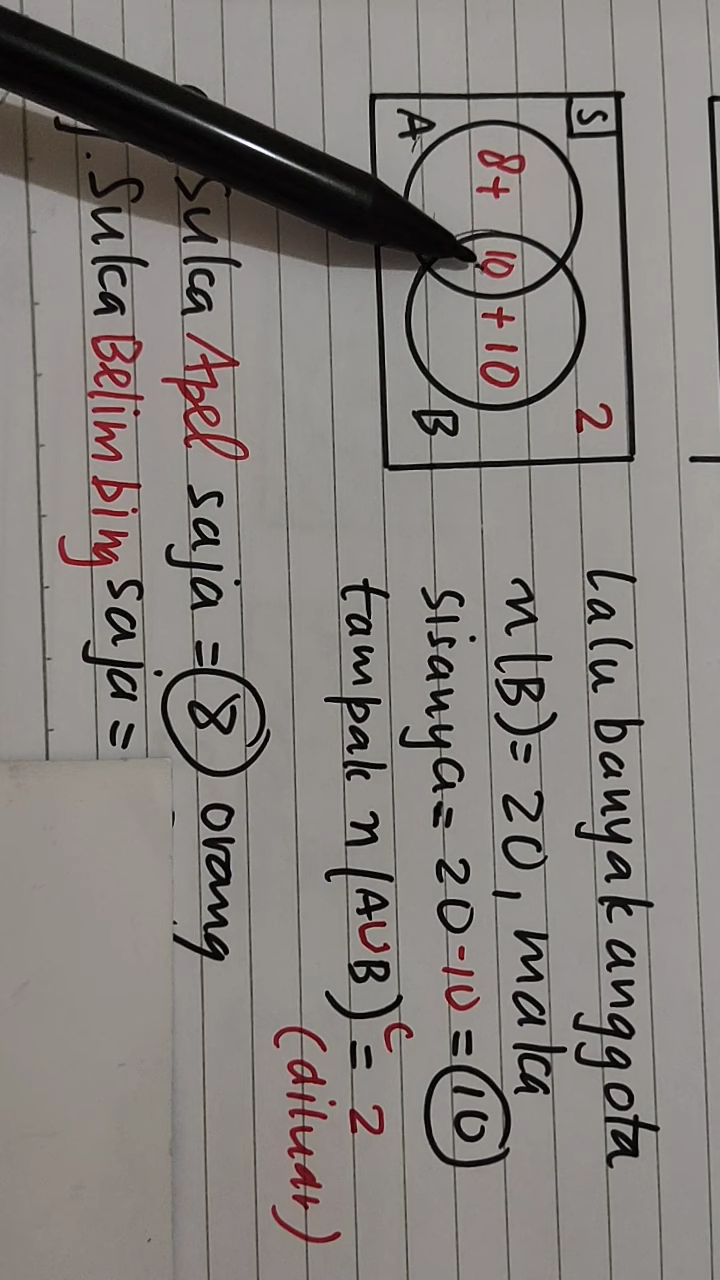 S
A
8+ 10 +10
B
2
Lalu banyak anggota
n(B) = 20, maka
sisanya = 20-10 = 10
tampak n(A∪B)ᶜ = 2
(diluar)
Suka Apel saja = 8 orang
Suka Belimbing saja =